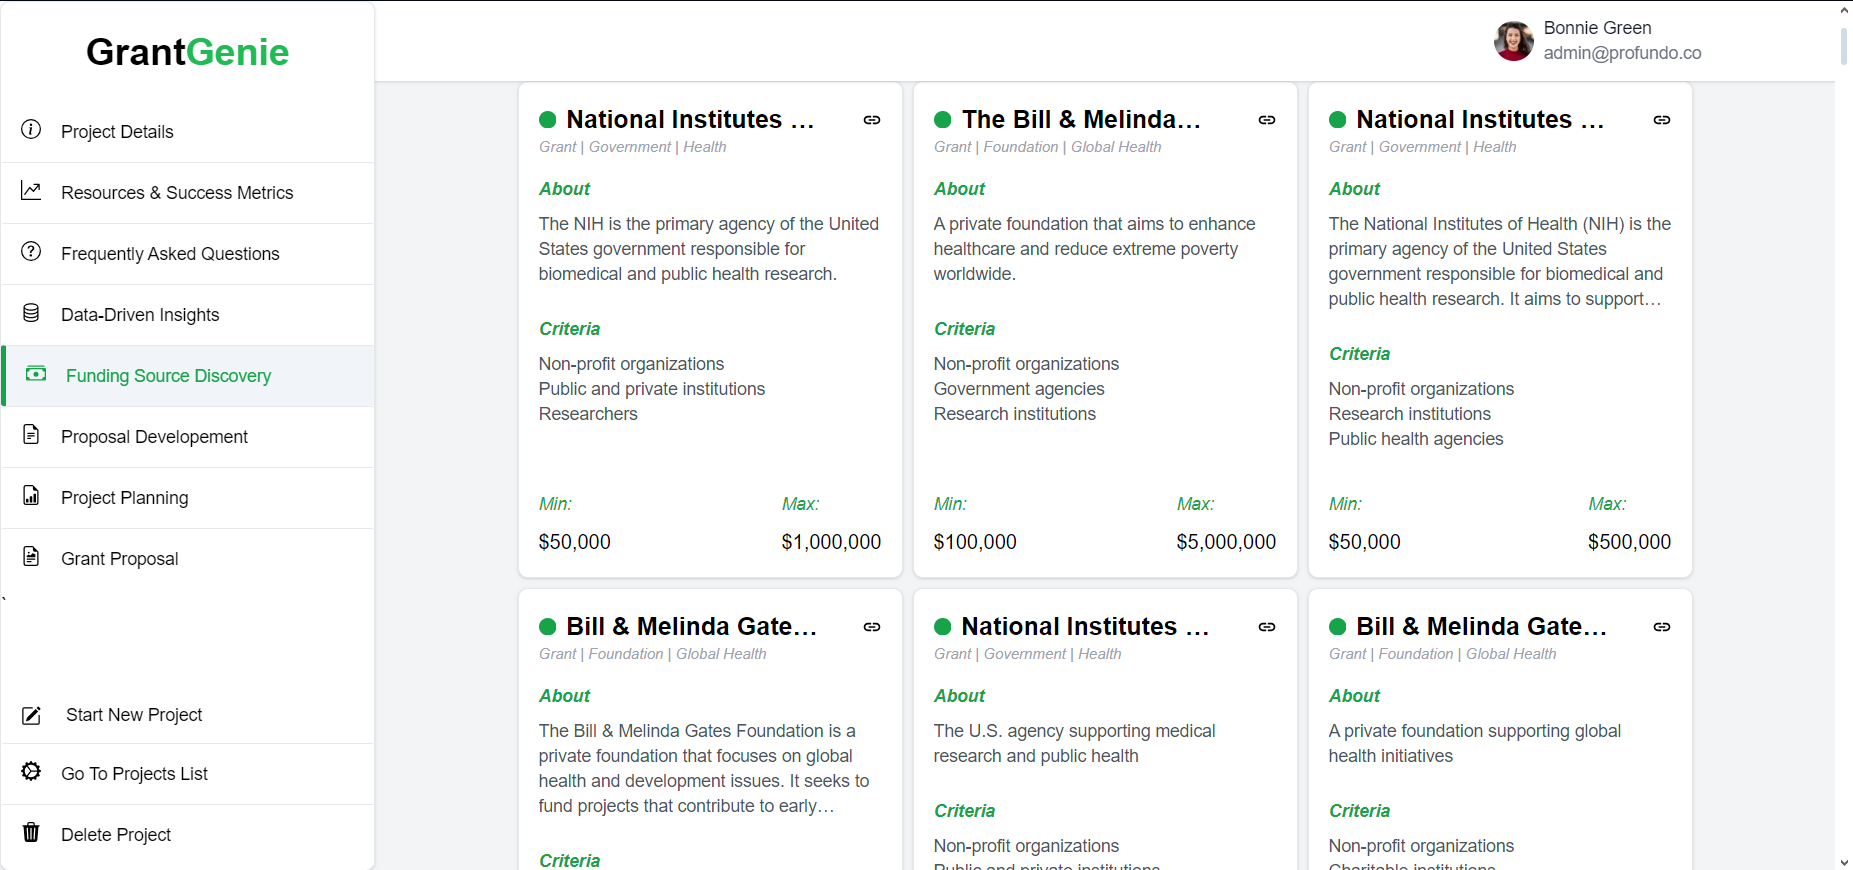 GrantGenie
Project Details
Resources & Success Metrics
Frequently Asked Questions
Data-Driven Insights
Funding Source Discovery
Proposal Developement
Project Planning
Grant Proposal
`
Start New Project
Go To Projects List
Delete Project
Bonnie Green
admin@profundo.co
National Institutes ...
Grant | Government | Health
About
The NIH is the primary agency of the United
States government responsible for
biomedical and public health research.
Criteria
Non-profit organizations
Public and private institutions
Researchers
Min:
Max:
$50,000
$1,000,000
The Bill & Melinda...
Grant | Foundation | Global Health
About
A private foundation that aims to enhance
healthcare and reduce extreme poverty
worldwide.
Criteria
Non-profit organizations
Government agencies
Research institutions
Min:
Max:
$100,000
$5,000,000
National Institutes ...
Grant | Government | Health
About
The National Institutes of Health (NIH) is the
primary agency of the United States
government responsible for biomedical and
public health research. It aims to support...
Criteria
Non-profit organizations
Research institutions
Public health agencies
Min:
Max:
$50,000
$500,000
Bill & Melinda Gate...
Grant | Foundation | Global Health
About
The Bill & Melinda Gates Foundation is a
private foundation that focuses on global
health and development issues. It seeks to
fund projects that contribute to early...
Criteria
National Institutes ...
Grant | Government | Health
About
The U.S. agency supporting medical
research and public health
Criteria
Non-profit organizations
Public and private institutions
Bill & Melinda Gate...
Grant | Foundation | Global Health
About
A private foundation supporting global
health initiatives
Criteria
Non-profit organizations
Charitable institutions